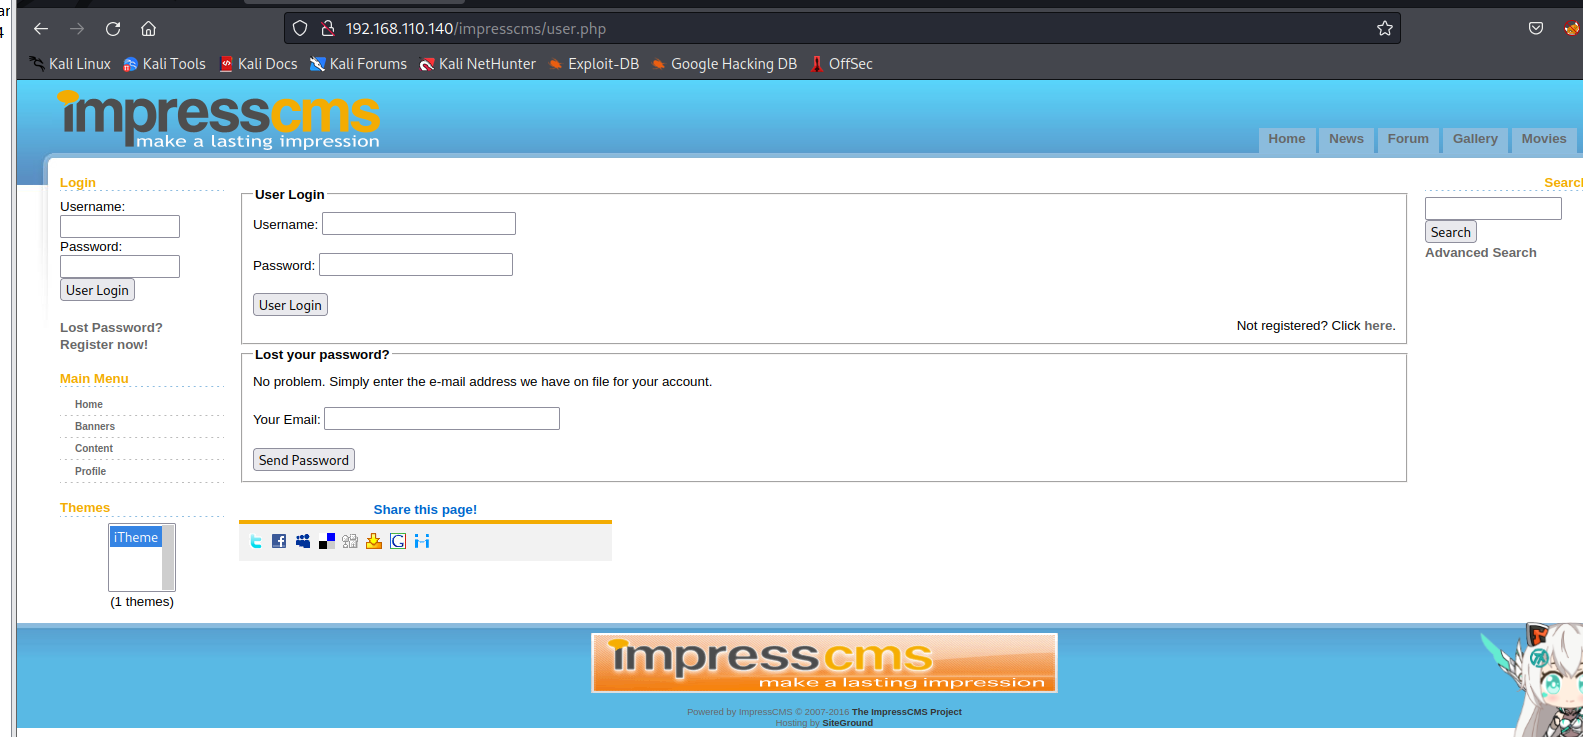 ar
4
192.168.110.140/impresscms/user.php
Kali Linux Kali Tools Kali Docs Kali Forums Kali NetHunter Exploit-DB Google Hacking DB OffSec
impresscms
make a lasting impression
Home News Forum Gallery Movies
Login
Username:
Password:
User Login
Lost Password?
Register now!
Main Menu
Home
Banners
Content
Profile
Themes
iTheme
(1 themes)
User Login
Username:
Password:
User Login
Not registered? Click here.
Lost your password?
No problem. Simply enter the e-mail address we have on file for your account.
Your Email:
Send Password
Share this page!
Search
Search
Advanced Search
impresscms
make a lasting impression
Powered by ImpressCMS © 2007-2016 The ImpressCMS Project
Hosting by SiteGround